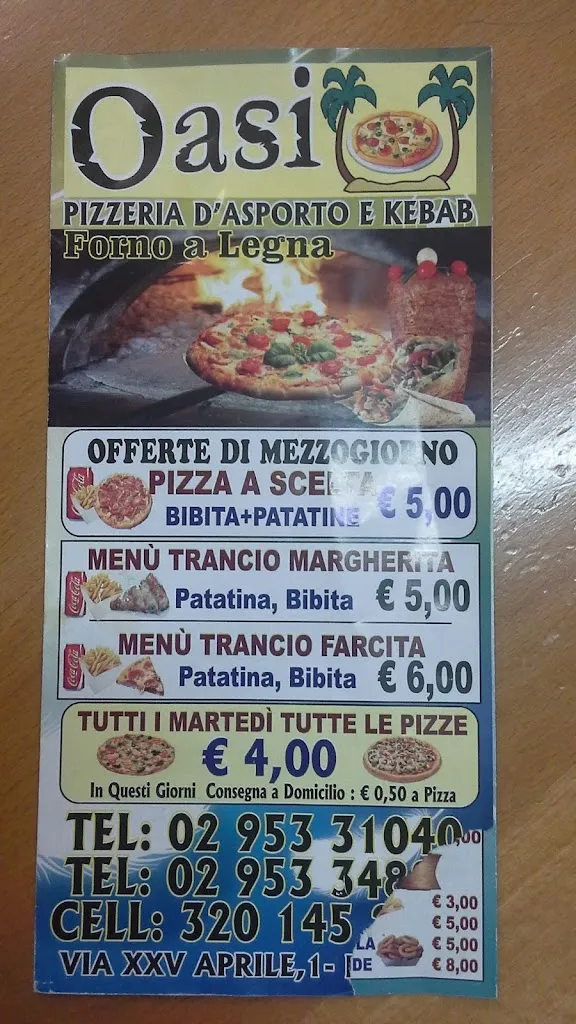 Oasi
PIZZERIA D'ASPORTO E KEBAB
Forno a Legna
OFFERTE DI MEZZOGIORNO
PIZZA A SCELTA
BIBITA+PATATINE € 5,00
MENÙ TRANCIO MARGHERITA
Patatina, Bibita € 5,00
MENÙ TRANCIO FARCITA
Patatina, Bibita € 6,00
TUTTI I MARTEDÌ TUTTE LE PIZZE
€ 4,00
In Questi Giorni Consegna a Domicilio : € 0,50 a Pizza
TEL: 02 953 31040
TEL: 02 953 348
CELL: 320 145
VIA XXV APRILE, 1-
€ 3,00
€ 5,00
LA € 5,00
DE € 8,00